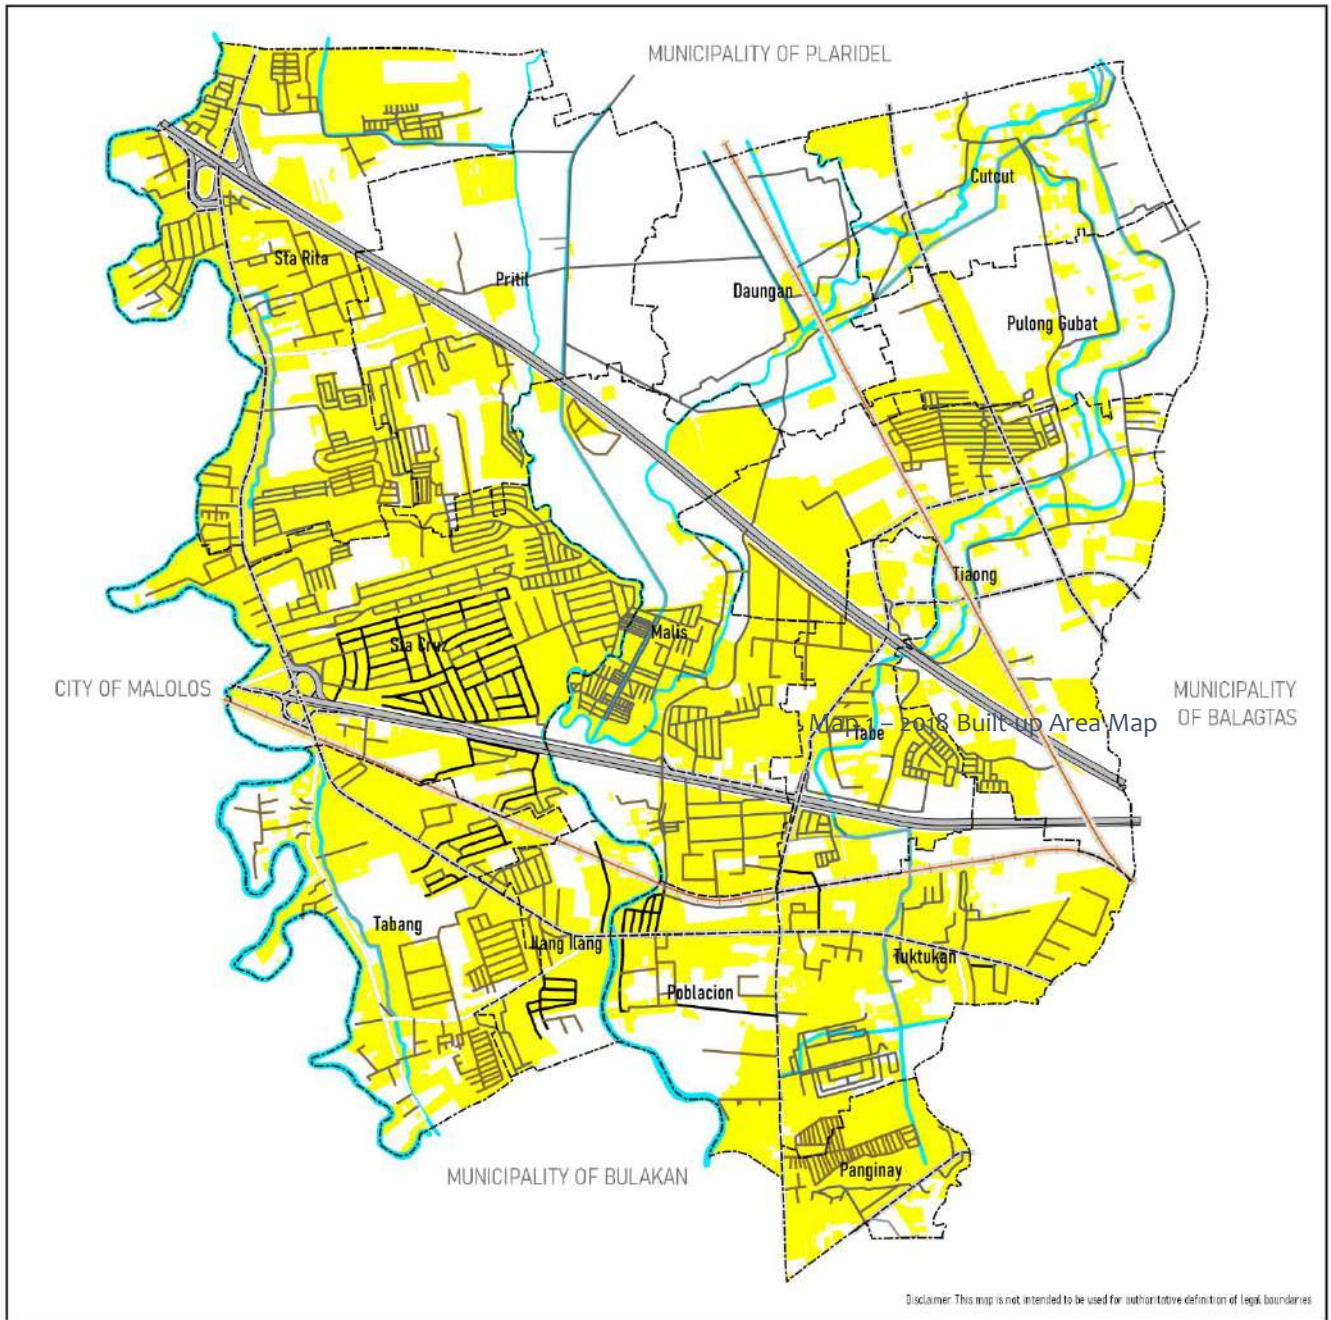 MUNICIPALITY OF PLARIDEL
Cutcut
Sta Rita
Pritil
Daungan
Pulong Gubat
Tiaong
Malis
Sta Cruz
CITY OF MALOLOS
MUNICIPALITY
OF BALAGTAS
Map 1 – 2018 Built-up Area Map
Tabe
Tabang
Ilang Ilang
Tuktukan
Poblacion
Panginay
MUNICIPALITY OF BULAKAN
Disclaimer: This map is not intended to be used for authoritative definition of legal boundaries